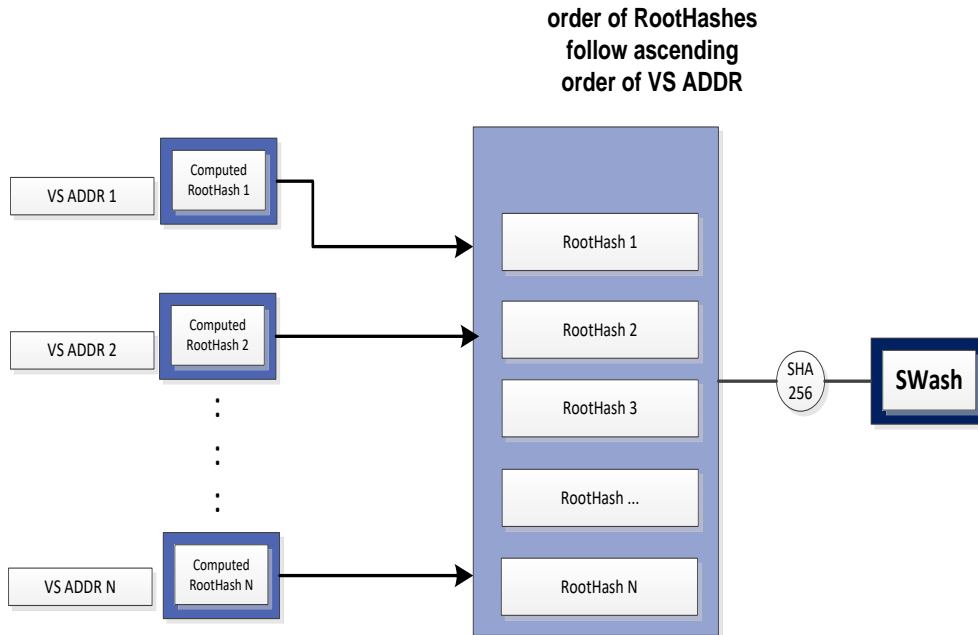 order of RootHashes
follow ascending
order of VS ADDR
VS ADDR 1
Computed
RootHash 1
RootHash 1
VS ADDR 2
Computed
RootHash 2
RootHash 2
RootHash 3
SHA
256
SWash
RootHash ...
VS ADDR N
Computed
RootHash N
RootHash N